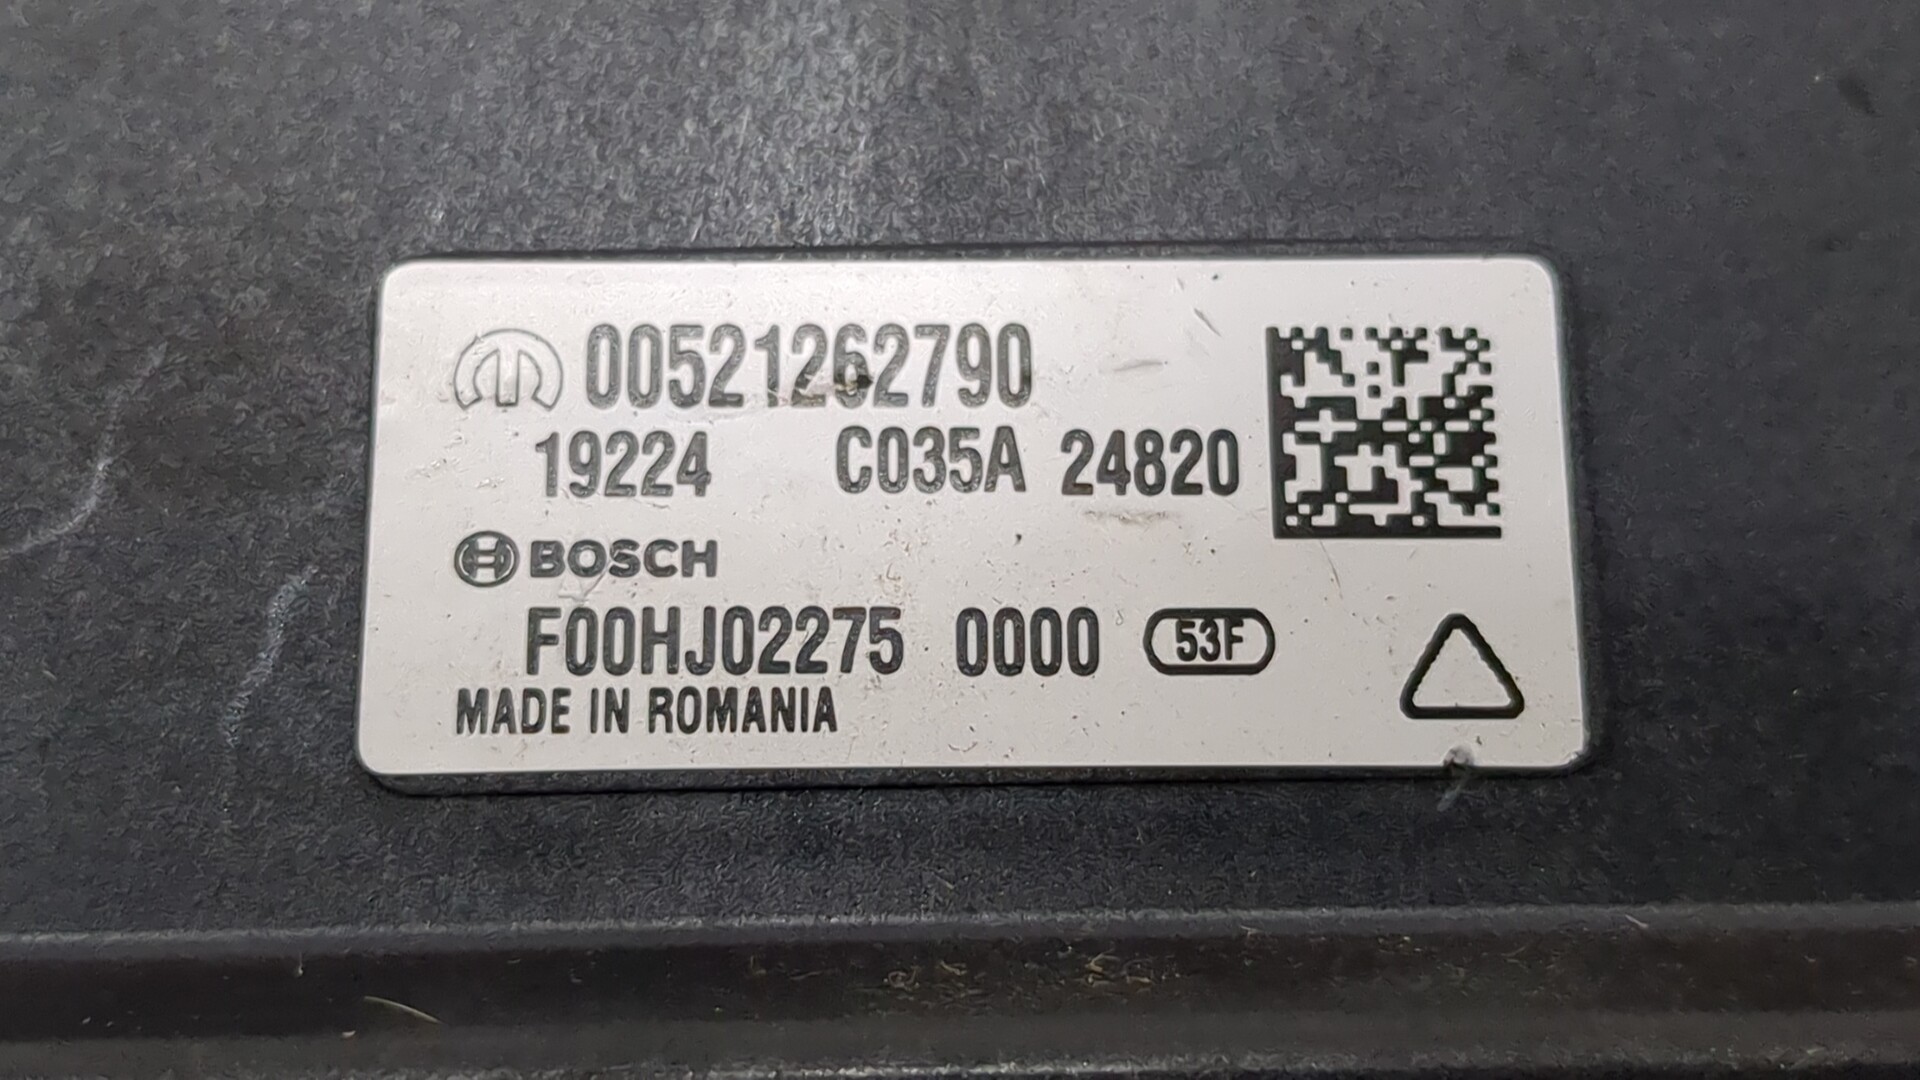 00521262790
19224 C035A 24820
BOSCH
F00HJ02275 0000 53F
MADE IN ROMANIA